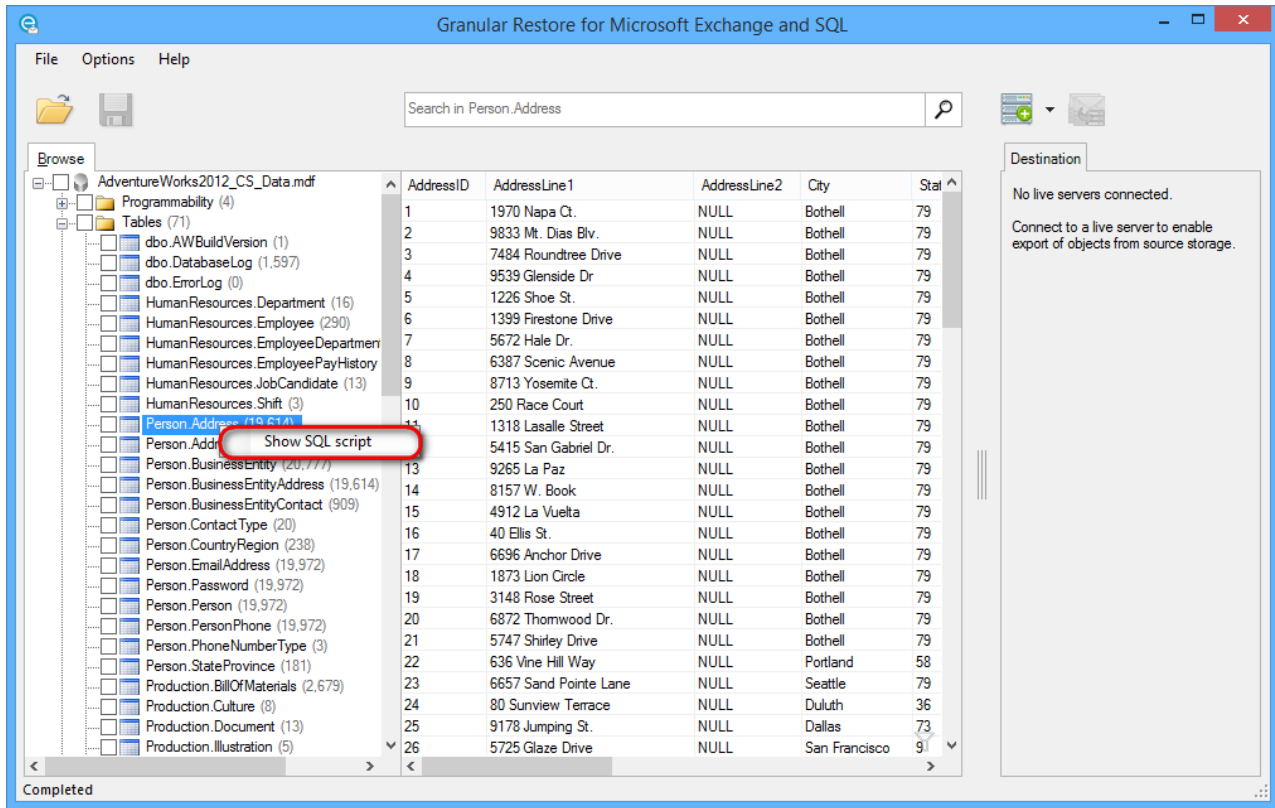 Granular Restore for Microsoft Exchange and SQL
File Options Help
Search in Person.Address
Browse
AdventureWorks2012_CS_Data.mdf
Programmability (4)
Tables (71)
dbo.AWBuildVersion (1)
dbo.DatabaseLog (1,597)
dbo.ErrorLog (0)
HumanResources.Department (16)
HumanResources.Employee (290)
HumanResources.EmployeeDepartmen
HumanResources.EmployeePayHistory
HumanResources.JobCandidate (13)
HumanResources.Shift (3)
Person.Address (19,614)
Show SQL script
Person.Addr
Person.BusinessEntity (20,777)
Person.BusinessEntityAddress (19,614)
Person.BusinessEntityContact (909)
Person.ContactType (20)
Person.CountryRegion (238)
Person.EmailAddress (19,972)
Person.Password (19,972)
Person.Person (19,972)
Person.PersonPhone (19,972)
Person.PhoneNumberType (3)
Person.StateProvince (181)
Production.BillOfMaterials (2,679)
Production.Culture (8)
Production.Document (13)
Production.Illustration (5)
AddressID AddressLine1 AddressLine2 City Stat
1 1970 Napa Ct. NULL Bothell 79
2 9833 Mt. Dias Blv. NULL Bothell 79
3 7484 Roundtree Drive NULL Bothell 79
4 9539 Glenside Dr NULL Bothell 79
5 1226 Shoe St. NULL Bothell 79
6 1399 Firestone Drive NULL Bothell 79
7 5672 Hale Dr. NULL Bothell 79
8 6387 Scenic Avenue NULL Bothell 79
9 8713 Yosemite Ct. NULL Bothell 79
10 250 Race Court NULL Bothell 79
11 1318 Lasalle Street NULL Bothell 79
5415 San Gabriel Dr. NULL Bothell 79
13 9265 La Paz NULL Bothell 79
14 8157 W. Book NULL Bothell 79
15 4912 La Vuelta NULL Bothell 79
16 40 Ellis St. NULL Bothell 79
17 6696 Anchor Drive NULL Bothell 79
18 1873 Lion Circle NULL Bothell 79
19 3148 Rose Street NULL Bothell 79
20 6872 Thornwood Dr. NULL Bothell 79
21 5747 Shirley Drive NULL Bothell 79
22 636 Vine Hill Way NULL Portland 58
23 6657 Sand Pointe Lane NULL Seattle 79
24 80 Sunview Terrace NULL Duluth 36
25 9178 Jumping St. NULL Dallas 73
26 5725 Glaze Drive NULL San Francisco 9
Destination
No live servers connected.
Connect to a live server to enable
export of objects from source storage.
Completed